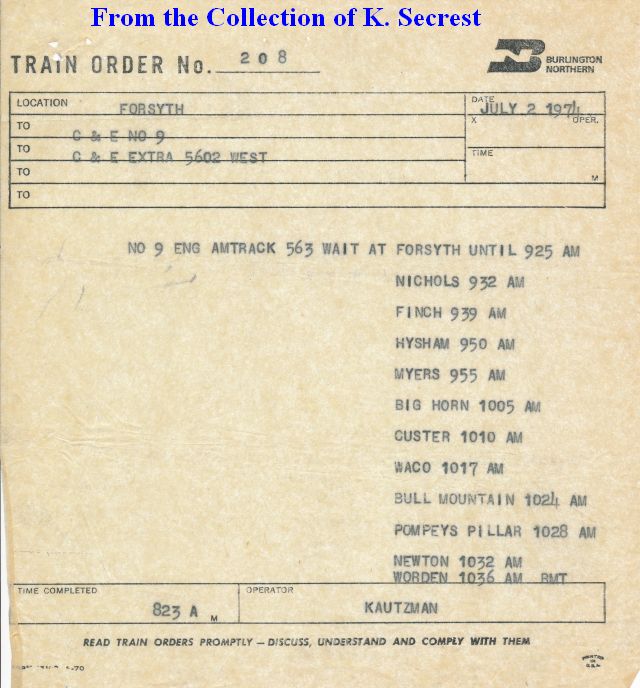 From the Collection of K. Secrest
TRAIN ORDER No. 208
BURLINGTON NORTHERN
LOCATION FORSYTH
DATE JULY 2 1974
TO C & E NO 9
X OPER.
TO C & E EXTRA 5602 WEST
TIME
TO
M
TO
NO 9 ENG AMTRACK 563 WAIT AT FORSYTH UNTIL 925 AM
NICHOLS 932 AM
FINCH 939 AM
HYSHAM 950 AM
MYERS 955 AM
BIG HORN 1005 AM
CUSTER 1010 AM
WACO 1017 AM
BULL MOUNTAIN 1024 AM
POMPEYS PILLAR 1028 AM
NEWTON 1032 AM
WORDEN 1036 AM RMT
TIME COMPLETED 823 A M
OPERATOR KAUTZMAN
READ TRAIN ORDERS PROMPTLY — DISCUSS, UNDERSTAND AND COMPLY WITH THEM
PRINTED IN U.S.A.